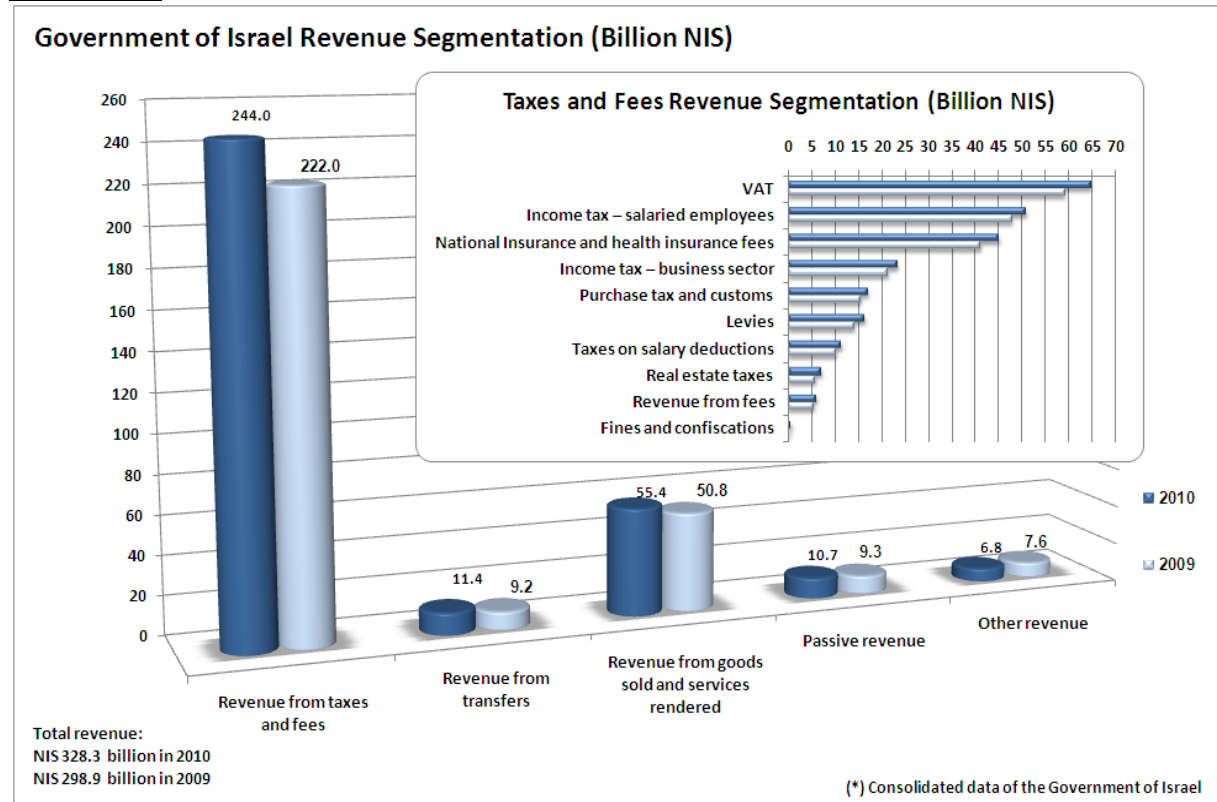 Government of Israel Revenue Segmentation (Billion NIS)
Taxes and Fees Revenue Segmentation (Billion NIS)
0 5 10 15 20 25 30 35 40 45 50 55 60 65 70
VAT
Income tax – salaried employees
National Insurance and health insurance fees
Income tax – business sector
Purchase tax and customs
Levies
Taxes on salary deductions
Real estate taxes
Revenue from fees
Fines and confiscations
260
240
220
200
180
160
140
120
100
80
60
40
20
0
244.0
222.0
11.4
9.2
55.4
50.8
10.7
9.3
6.8
7.6
2010
2009
Revenue from taxes
and fees
Revenue from
transfers
Revenue from goods
sold and services
rendered
Passive revenue
Other revenue
Total revenue:
NIS 328.3 billion in 2010
NIS 298.9 billion in 2009
(*) Consolidated data of the Government of Israel